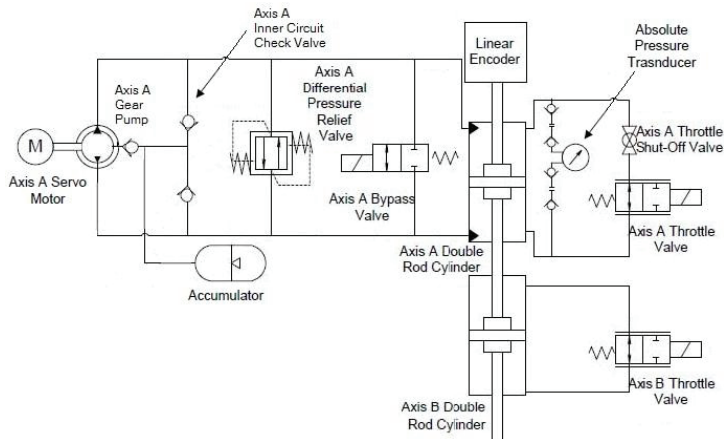 Axis A
Inner Circuit
Check Valve
Axis A
Gear
Pump
M
Axis A Servo
Motor
Accumulator
Axis A
Differential
Pressure
Relief
Valve
Axis A Bypass
Valve
Linear
Encoder
Absolute
Pressure
Trasnducer
Axis A Throttle
Shut-Off Valve
Axis A Throttle
Valve
Axis A Double
Rod Cylinder
Axis B Throttle
Valve
Axis B Double
Rod Cylinder